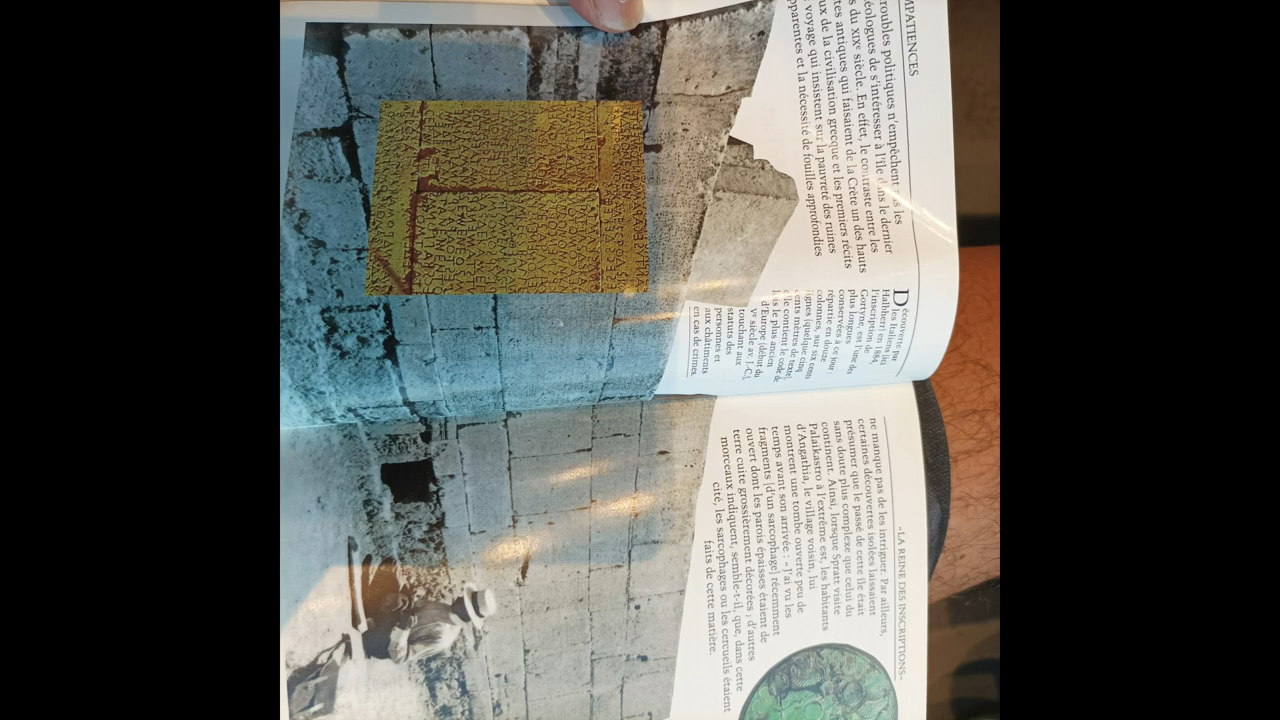 MPATIENCES
roubles politiques n'empêchent pas les
éologues de s'intéresser à l'île dans le dernier
s du XIXe siècle. En effet, le contraste entre les
tes antiques qui faisaient de la Crète un des hauts
ux de la civilisation grecque et les premiers récits
voyage qui insistent sur la pauvreté des ruines
pparentes et la nécessité de fouilles approfondies
Découverte par
les Italiens (ici
Halbherr) en 1884,
l'inscription de
Gortyne, est l'une des
plus longues
conservées à ce jour :
répartie en douze
colonnes, sur six cents
lignes (quelque cinq
cents mètres de texte),
elle contient le code de
lois le plus ancien
d'Europe (début du
Ve siècle av. J.-C.),
touchant aux
statuts des
personnes et
aux châtiments
en cas de crimes.
«LA REINE DES INSCRIPTIONS»
ne manque pas de les intriguer. Par ailleurs,
certaines découvertes isolées laissaient
présumer que le passé de cette île était
sans doute plus complexe que celui du
continent. Ainsi, lorsque Spratt visite
Palaikastro à l'extrême est, les habitants
d'Angathia, le village voisin, lui
montrent une tombe ouverte peu de
temps avant son arrivée : «J'ai vu les
fragments [d'un sarcophage] récemment
ouvert dont les parois épaisses étaient de
terre cuite grossièrement décorées ; d'autres
morceaux indiquent, semble-t-il, que, dans cette
cité, les sarcophages ou les cercueils étaient
faits de cette matière.